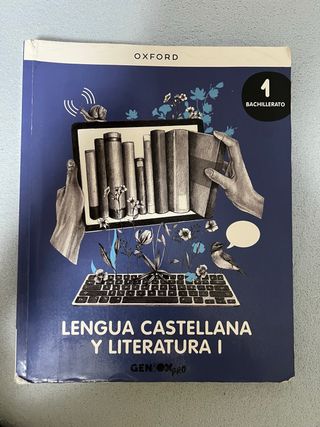 OXFORD
1
BACHILLERATO
LENGUA CASTELLANA
Y LITERATURA I
GENiOX PRO